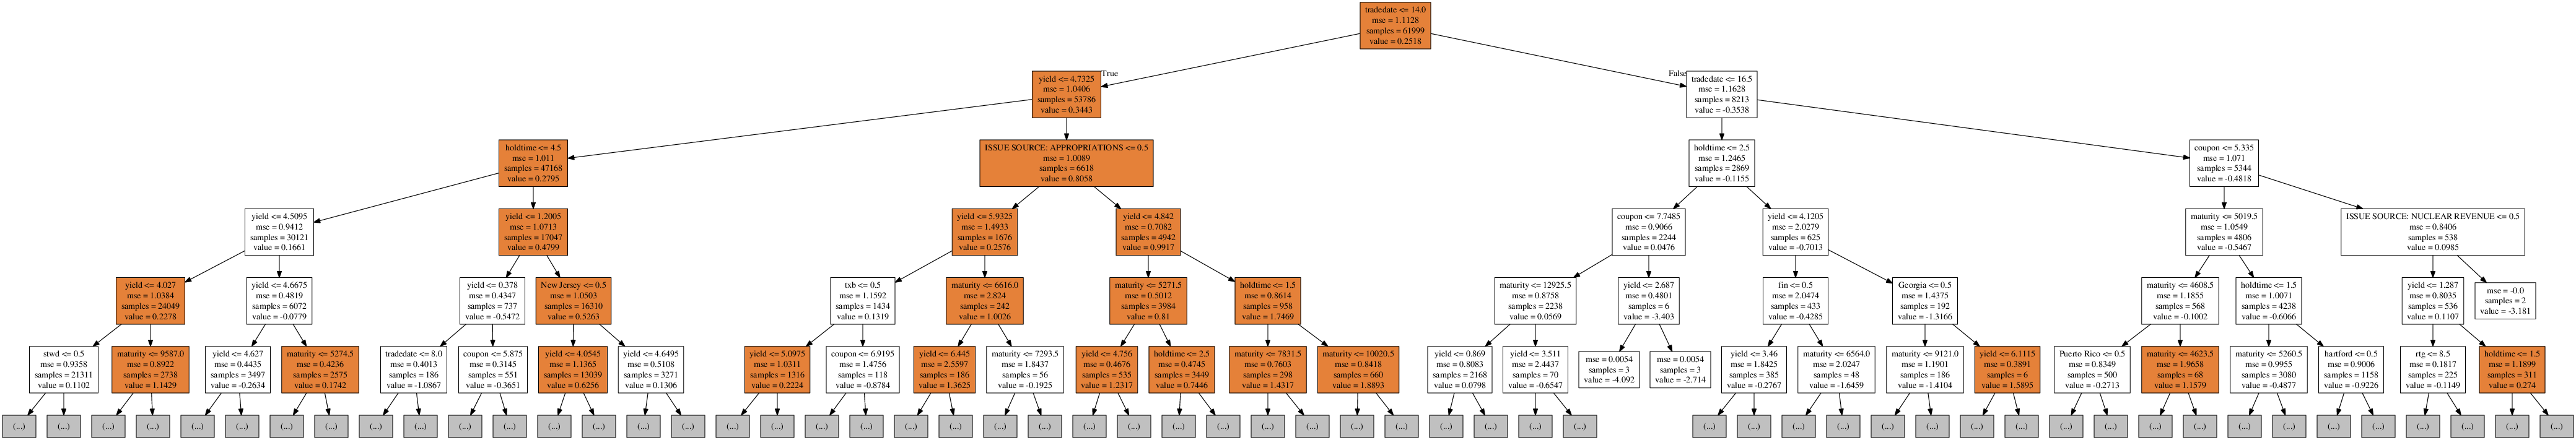 tradedate <= 14.0
mse = 1.1128
samples = 61999
value = 0.2518
True
False
yield <= 4.7325
mse = 1.0406
samples = 53786
value = 0.3443
tradedate <= 16.5
mse = 1.1628
samples = 8213
value = -0.3538
holdtime <= 4.5
mse = 1.011
samples = 47168
value = 0.2795
ISSUE SOURCE: APPROPRIATIONS <= 0.5
mse = 1.0089
samples = 6618
value = 0.8058
holdtime <= 2.5
mse = 1.2465
samples = 2869
value = -0.1155
coupon <= 5.335
mse = 1.071
samples = 5344
value = -0.4818
yield <= 4.5095
mse = 0.9412
samples = 30121
value = 0.1661
yield <= 1.2005
mse = 1.0713
samples = 17047
value = 0.4799
yield <= 5.9325
mse = 1.4933
samples = 1676
value = 0.2576
yield <= 4.842
mse = 0.7082
samples = 4942
value = 0.9917
coupon <= 7.7485
mse = 0.9066
samples = 2244
value = 0.0476
yield <= 4.1205
mse = 2.0279
samples = 625
value = -0.7013
maturity <= 5019.5
mse = 1.0549
samples = 4806
value = -0.5467
ISSUE SOURCE: NUCLEAR REVENUE <= 0.5
mse = 0.8406
samples = 538
value = 0.0985
yield <= 4.027
mse = 1.0384
samples = 24049
value = 0.2278
yield <= 4.6675
mse = 0.4819
samples = 6072
value = -0.0779
yield <= 0.378
mse = 0.4347
samples = 737
value = -0.5472
New Jersey <= 0.5
mse = 1.0503
samples = 16310
value = 0.5263
txb <= 0.5
mse = 1.1592
samples = 1434
value = 0.1319
maturity <= 6616.0
mse = 2.824
samples = 242
value = 1.0026
maturity <= 5271.5
mse = 0.5012
samples = 3984
value = 0.81
holdtime <= 1.5
mse = 0.8614
samples = 958
value = 1.7469
maturity <= 12925.5
mse = 0.8758
samples = 2238
value = 0.0569
yield <= 2.687
mse = 0.4801
samples = 6
value = -3.403
fin <= 0.5
mse = 2.0474
samples = 433
value = -0.4285
Georgia <= 0.5
mse = 1.4375
samples = 192
value = -1.3166
maturity <= 4608.5
mse = 1.1855
samples = 568
value = -0.1002
holdtime <= 1.5
mse = 1.0071
samples = 4238
value = -0.6066
yield <= 1.287
mse = 0.8035
samples = 536
value = 0.1107
mse = -0.0
samples = 2
value = -3.181
stwd <= 0.5
mse = 0.9358
samples = 21311
value = 0.1102
maturity <= 9587.0
mse = 0.8922
samples = 2738
value = 1.1429
yield <= 4.627
mse = 0.4435
samples = 3497
value = -0.2634
maturity <= 5274.5
mse = 0.4236
samples = 2575
value = 0.1742
tradedate <= 8.0
mse = 0.4013
samples = 186
value = -1.0867
coupon <= 5.875
mse = 0.3145
samples = 551
value = -0.3651
yield <= 4.0545
mse = 1.1365
samples = 13039
value = 0.6256
yield <= 4.6495
mse = 0.5108
samples = 3271
value = 0.1306
yield <= 5.0975
mse = 1.0311
samples = 1316
value = 0.2224
coupon <= 6.9195
mse = 1.4756
samples = 118
value = -0.8784
yield <= 6.445
mse = 2.5597
samples = 186
value = 1.3625
maturity <= 7293.5
mse = 1.8437
samples = 56
value = -0.1925
yield <= 4.756
mse = 0.4676
samples = 535
value = 1.2317
holdtime <= 2.5
mse = 0.4745
samples = 3449
value = 0.7446
maturity <= 7831.5
mse = 0.7603
samples = 298
value = 1.4317
maturity <= 10020.5
mse = 0.8418
samples = 660
value = 1.8893
yield <= 0.869
mse = 0.8083
samples = 2168
value = 0.0798
yield <= 3.511
mse = 2.4437
samples = 70
value = -0.6547
mse = 0.0054
samples = 3
value = -4.092
mse = 0.0054
samples = 3
value = -2.714
yield <= 3.46
mse = 1.8425
samples = 385
value = -0.2767
maturity <= 6564.0
mse = 2.0247
samples = 48
value = -1.6459
maturity <= 9121.0
mse = 1.1901
samples = 186
value = -1.4104
yield <= 6.1115
mse = 0.3891
samples = 6
value = 1.5895
Puerto Rico <= 0.5
mse = 0.8349
samples = 500
value = -0.2713
maturity <= 4623.5
mse = 1.9658
samples = 68
value = 1.1579
maturity <= 5260.5
mse = 0.9955
samples = 3080
value = -0.4877
hartford <= 0.5
mse = 0.9006
samples = 1158
value = -0.9226
rtg <= 8.5
mse = 0.1817
samples = 225
value = -0.1149
holdtime <= 1.5
mse = 1.1899
samples = 311
value = 0.274
(...) (...) (...) (...) (...) (...) (...) (...) (...) (...) (...) (...) (...) (...) (...) (...) (...) (...) (...) (...) (...) (...) (...) (...) (...) (...) (...) (...) (...) (...) (...) (...) (...) (...) (...) (...) (...) (...) (...) (...) (...) (...) (...) (...) (...) (...) (...) (...) (...) (...) (...) (...) (...) (...) (...) (...)